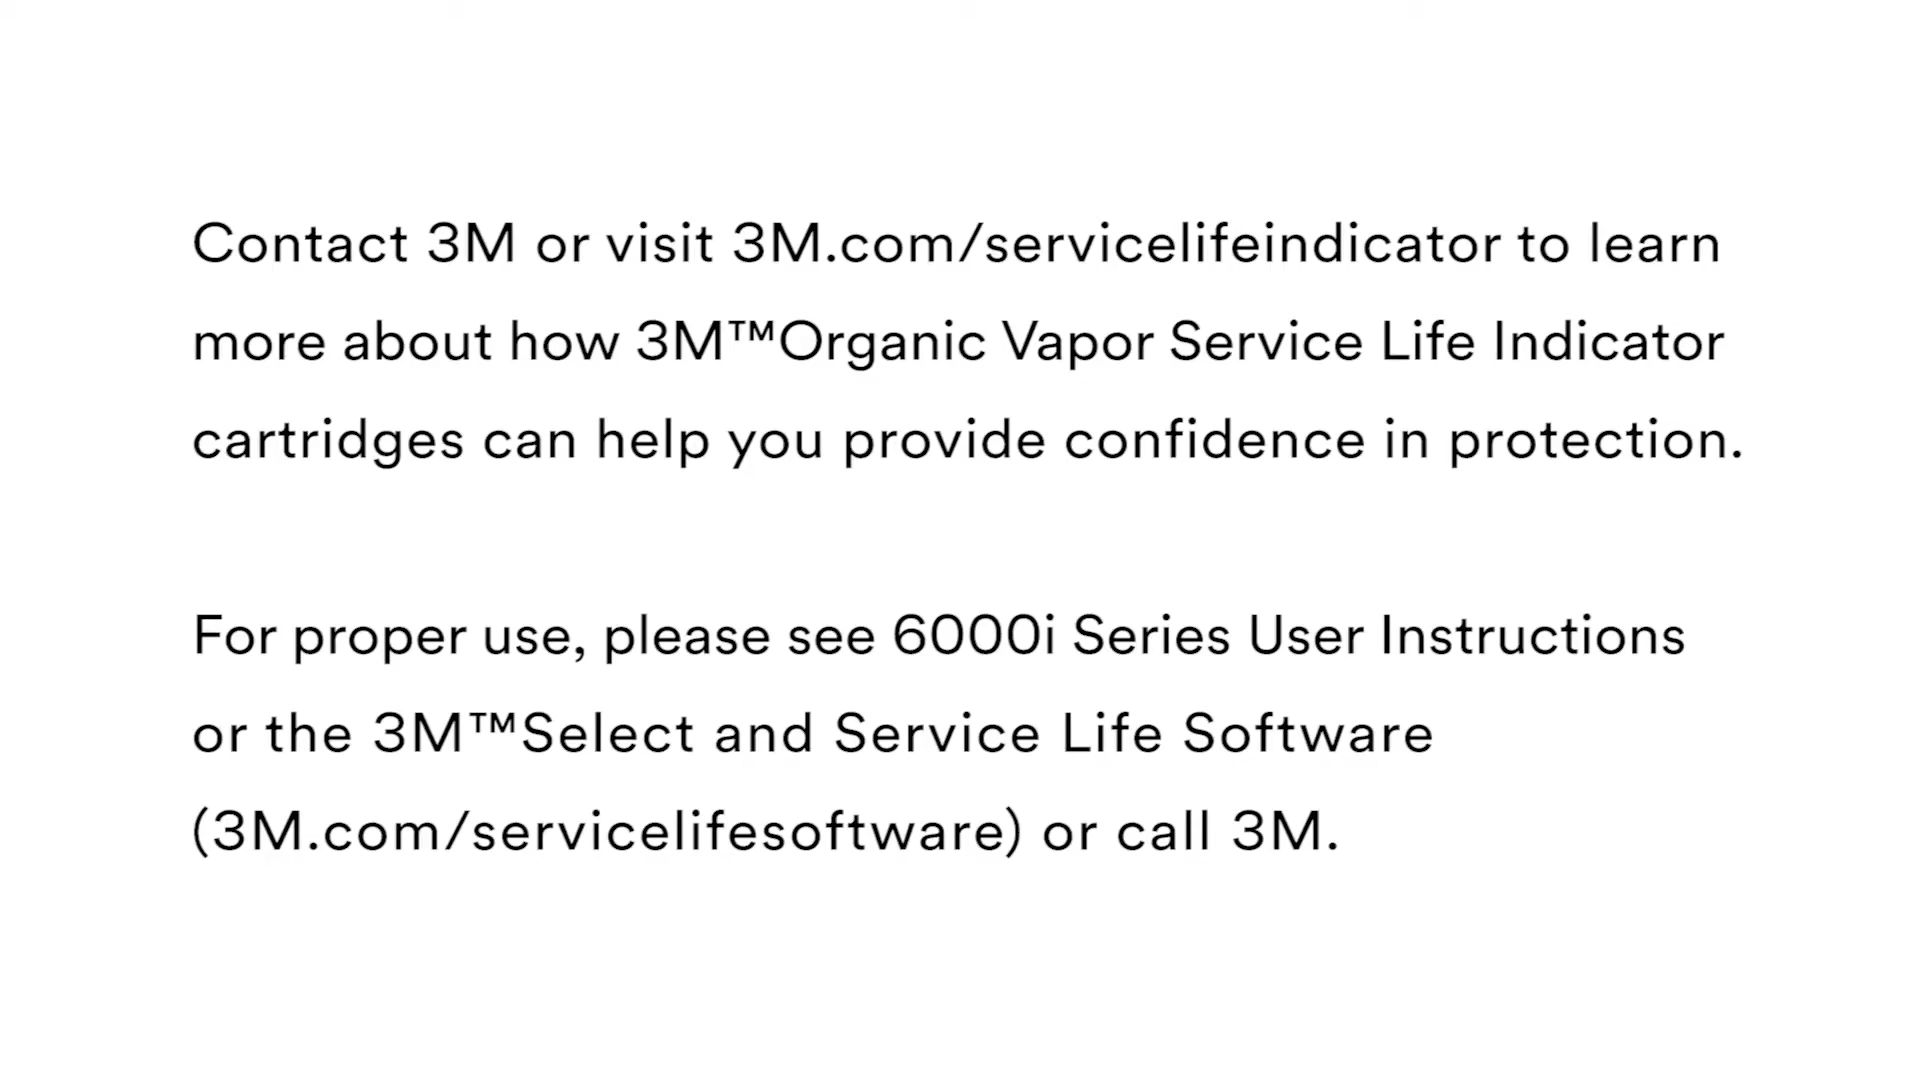 Contact 3M or visit 3M.com/servicelifeindicator to learn
more about how 3M™Organic Vapor Service Life Indicator
cartridges can help you provide confidence in protection.
For proper use, please see 6000i Series User Instructions
or the 3M™Select and Service Life Software
(3M.com/servicelifesoftware) or call 3M.